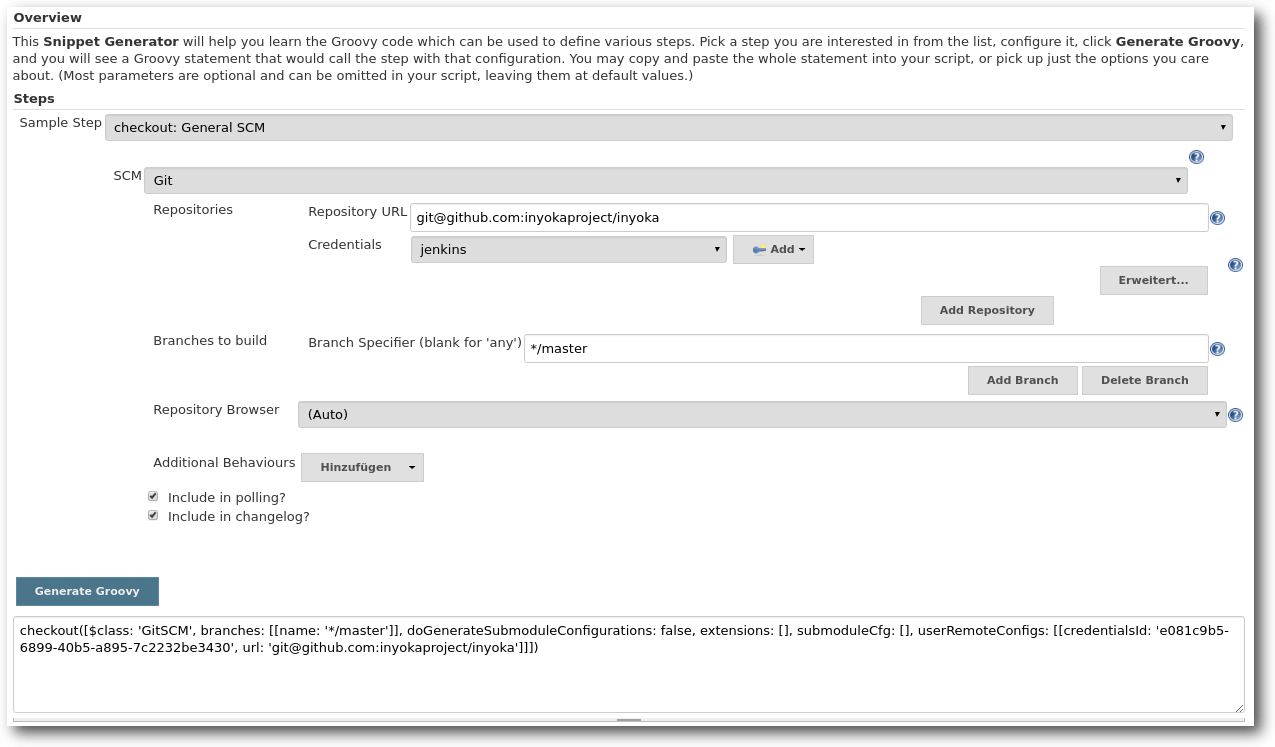 Overview
This Snippet Generator will help you learn the Groovy code which can be used to define various steps. Pick a step you are interested in from the list, configure it, click Generate Groovy,
and you will see a Groovy statement that would call the step with that configuration. You may copy and paste the whole statement into your script, or pick up just the options you care
about. (Most parameters are optional and can be omitted in your script, leaving them at default values.)
Steps
Sample Step checkout: General SCM
SCM Git
Repositories Repository URL git@github.com:inyokaproject/inyoka
Credentials jenkins Add
Erweitert...
Add Repository
Branches to build Branch Specifier (blank for 'any') */master
Add Branch Delete Branch
Repository Browser (Auto)
Additional Behaviours Hinzufügen
Include in polling?
Include in changelog?
Generate Groovy
checkout([$class: 'GitSCM', branches: [[name: '*/master']], doGenerateSubmoduleConfigurations: false, extensions: [], submoduleCfg: [], userRemoteConfigs: [[credentialsId: 'e081c9b5-
6899-40b5-a895-7c2232be3430', url: 'git@github.com:inyokaproject/inyoka']]])